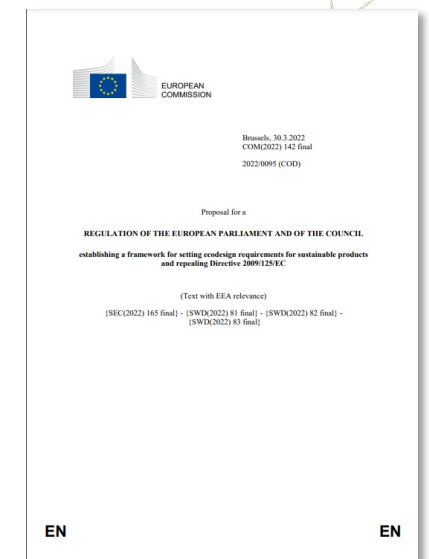 EUROPEAN
COMMISSION
Brussels, 30.3.2022
COM(2022) 142 final
2022/0095 (COD)
Proposal for a
REGULATION OF THE EUROPEAN PARLIAMENT AND OF THE COUNCIL
establishing a framework for setting ecodesign requirements for sustainable products
and repealing Directive 2009/125/EC
(Text with EEA relevance)
{SEC(2022) 165 final} - {SWD(2022) 81 final} - {SWD(2022) 82 final} -
{SWD(2022) 83 final}
EN EN